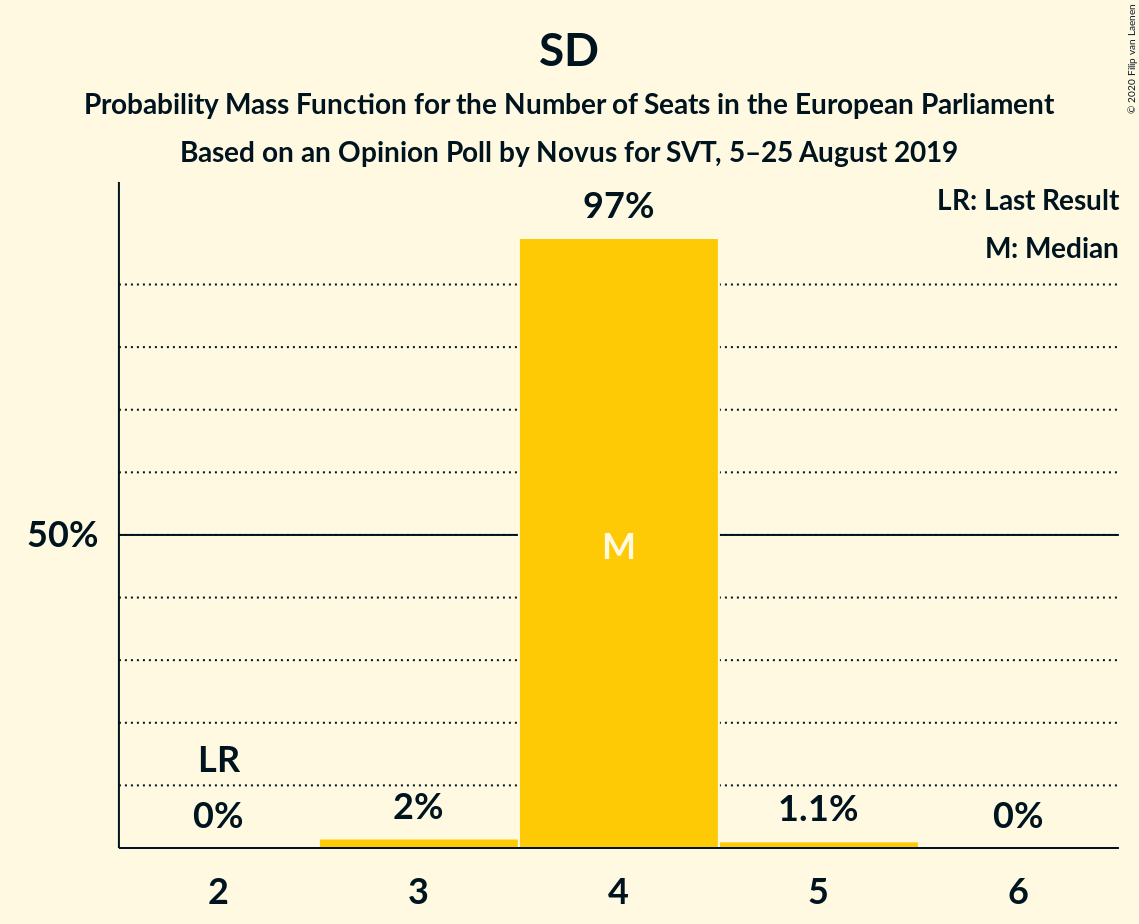 SD
Probability Mass Function for the Number of Seats in the European Parliament
Based on an Opinion Poll by Novus for SVT, 5–25 August 2019
© 2020 Filip van Laenen
LR: Last Result
M: Median
97%
50%
M
LR
0%
2%
1.1%
0%
2
3
4
5
6